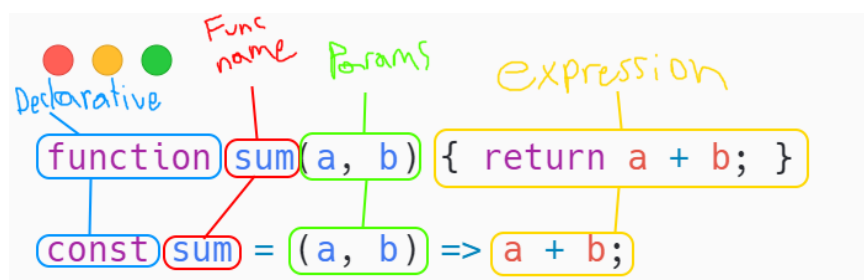 Func
name
Params
expression
Declarative
function sum(a, b) { return a + b; }
const sum = (a, b) => a + b;